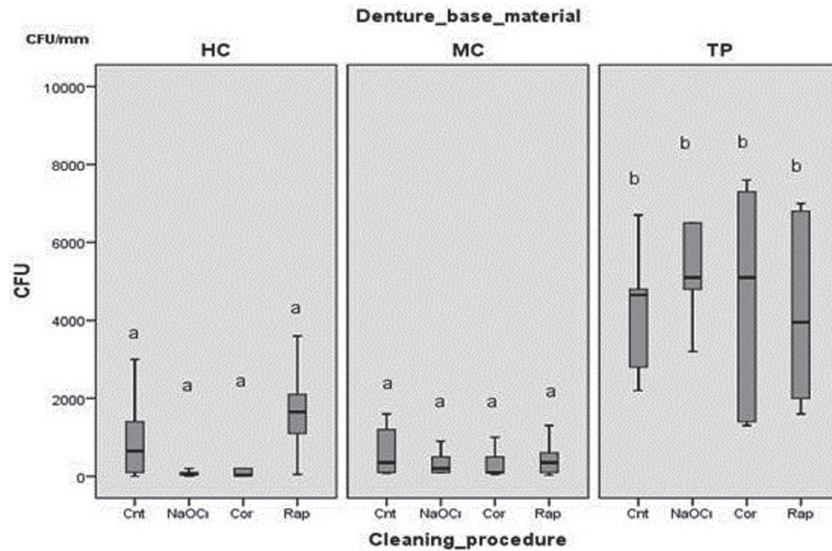 Denture_base_material
CFU/mm
HC MC TP
10000
8000
6000
4000
2000
0
CFU
a a a a
a a a a
b b b b
Cnt NaOCı Cor Rap Cnt NaOCı Cor Rap Cnt NaOCı Cor Rap
Cleaning_procedure